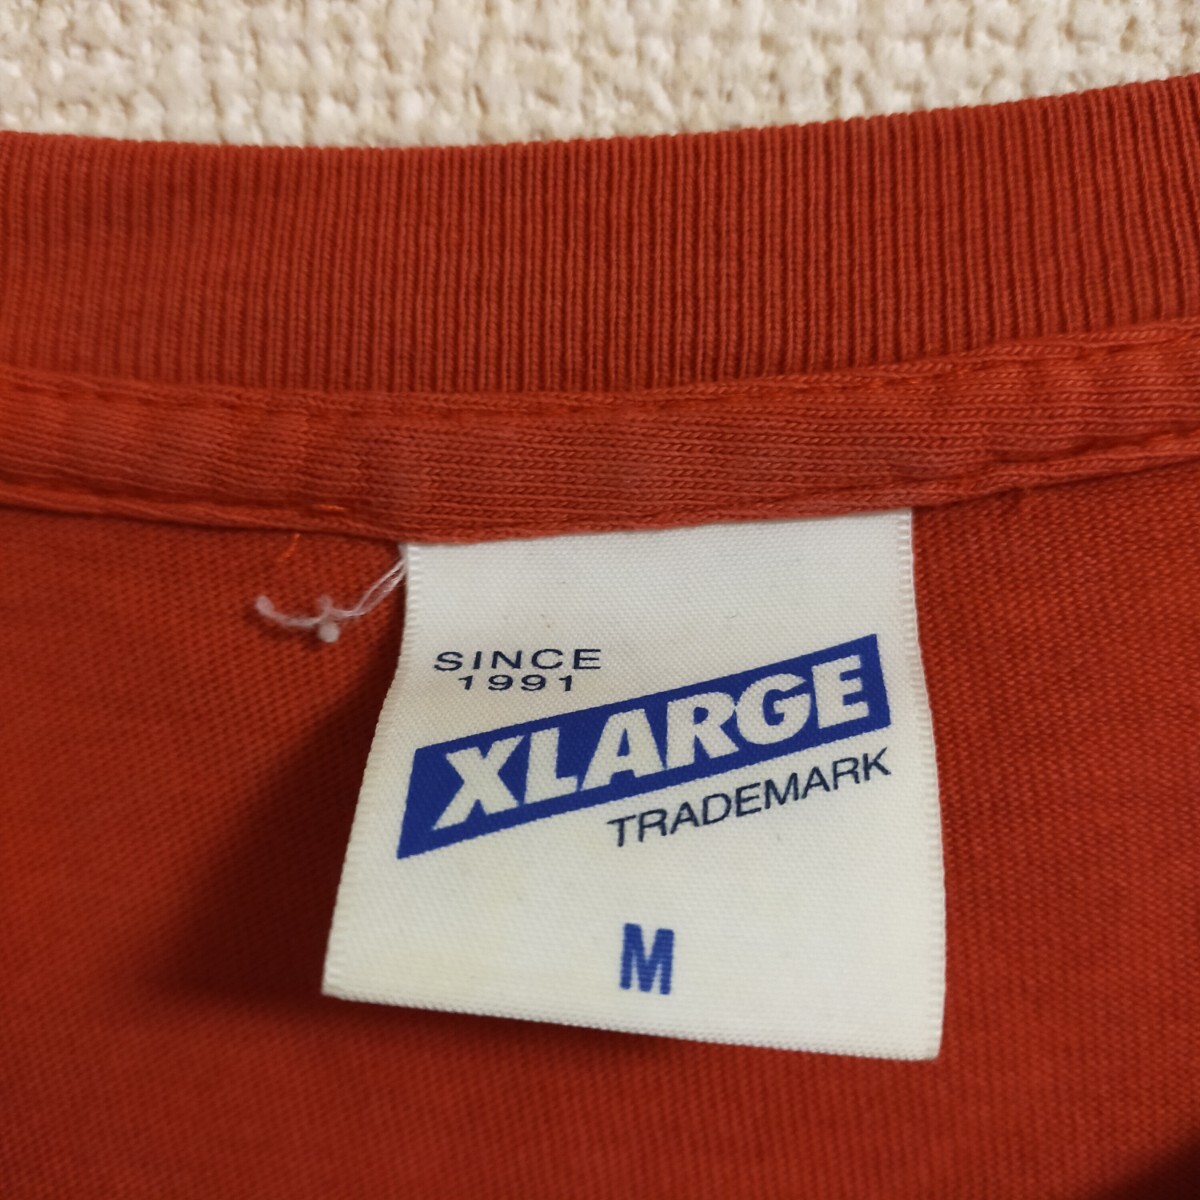 SINCE
1991
XLARGE
TRADEMARK
M